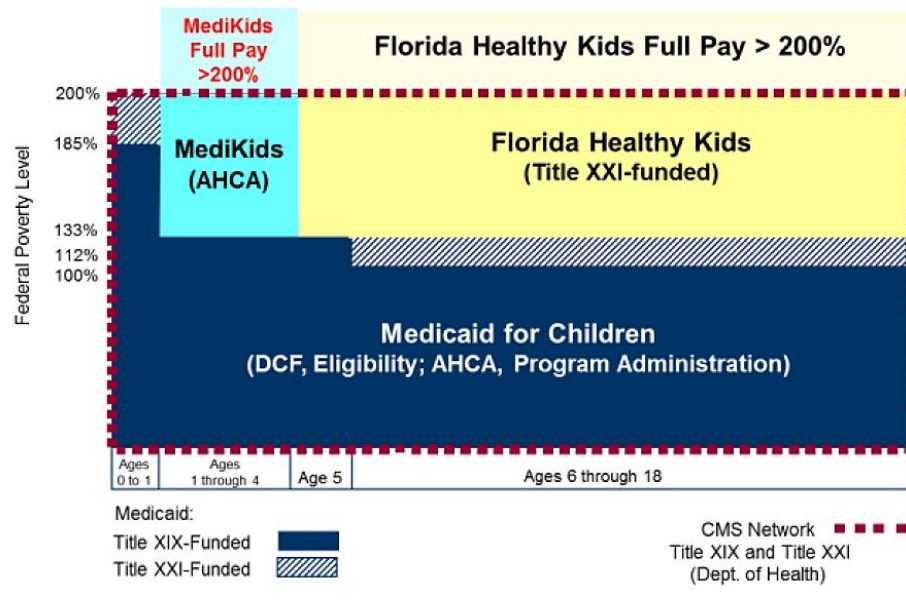 MediKids
Full Pay
>200%
Florida Healthy Kids Full Pay > 200%
Federal Poverty Level
200%
185%
133%
112%
100%
MediKids
(AHCA)
Florida Healthy Kids
(Title XXI-funded)
Medicaid for Children
(DCF, Eligibility; AHCA, Program Administration)
Ages
0 to 1
Ages
1 through 4
Age 5
Ages 6 through 18
Medicaid:
Title XIX-Funded
Title XXI-Funded
CMS Network
Title XIX and Title XXI
(Dept. of Health)